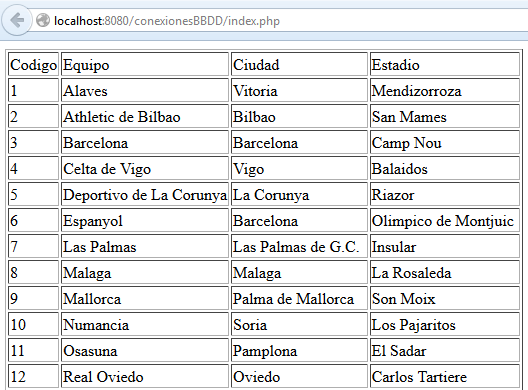 localhost:8080/conexionesBBDD/index.php
Codigo Equipo Ciudad Estadio
1 Alaves Vitoria Mendizorroza
2 Athletic de Bilbao Bilbao San Mames
3 Barcelona Barcelona Camp Nou
4 Celta de Vigo Vigo Balaidos
5 Deportivo de La Corunya La Corunya Riazor
6 Espanyol Barcelona Olimpico de Montjuic
7 Las Palmas Las Palmas de G.C. Insular
8 Malaga Malaga La Rosaleda
9 Mallorca Palma de Mallorca Son Moix
10 Numancia Soria Los Pajaritos
11 Osasuna Pamplona El Sadar
12 Real Oviedo Oviedo Carlos Tartiere